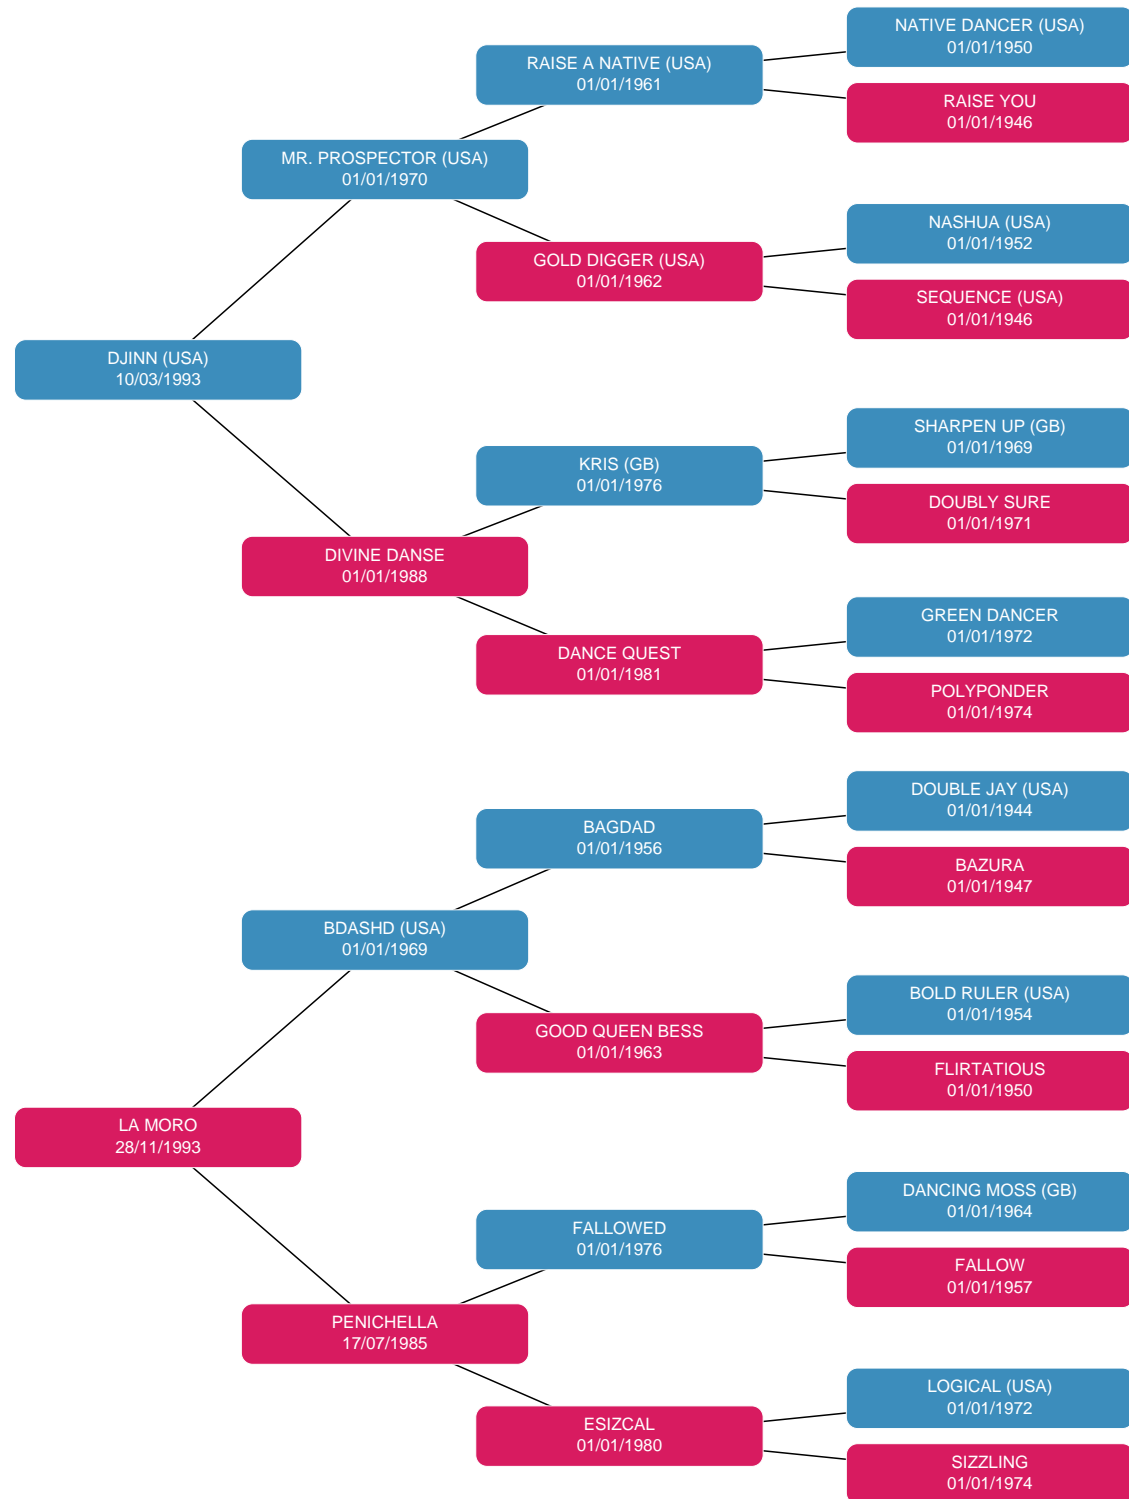 NATIVE DANCER (USA)
01/01/1950
RAISE A NATIVE (USA)
01/01/1961
RAISE YOU
01/01/1946
MR. PROSPECTOR (USA)
01/01/1970
NASHUA (USA)
01/01/1952
GOLD DIGGER (USA)
01/01/1962
SEQUENCE (USA)
01/01/1946
DJINN (USA)
10/03/1993
SHARPEN UP (GB)
01/01/1969
KRIS (GB)
01/01/1976
DOUBLY SURE
01/01/1971
DIVINE DANSE
01/01/1988
GREEN DANCER
01/01/1972
DANCE QUEST
01/01/1981
POLYPONDER
01/01/1974
DOUBLE JAY (USA)
01/01/1944
BAGDAD
01/01/1956
BAZURA
01/01/1947
BDASHD (USA)
01/01/1969
BOLD RULER (USA)
01/01/1954
GOOD QUEEN BESS
01/01/1963
FLIRTATIOUS
01/01/1950
LA MORO
28/11/1993
DANCING MOSS (GB)
01/01/1964
FALLOWED
01/01/1976
FALLOW
01/01/1957
PENICHELLA
17/07/1985
LOGICAL (USA)
01/01/1972
ESIZCAL
01/01/1980
SIZZLING
01/01/1974